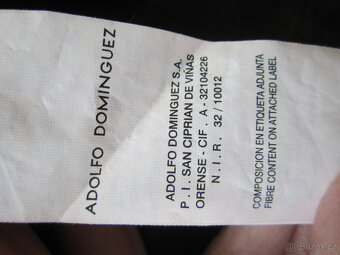 ADOLFO DOMINGUEZ
ADOLFO DOMINGUEZ S.A.
P. I. SAN CIPRIAN DE VIÑAS
ORENSE - CIF. A - 32104226
N. I. R. 32 / 10012
COMPOSICION EN ETIQUETA ADJUNTA
FIBRE CONTENT ON ATTACHED LABEL